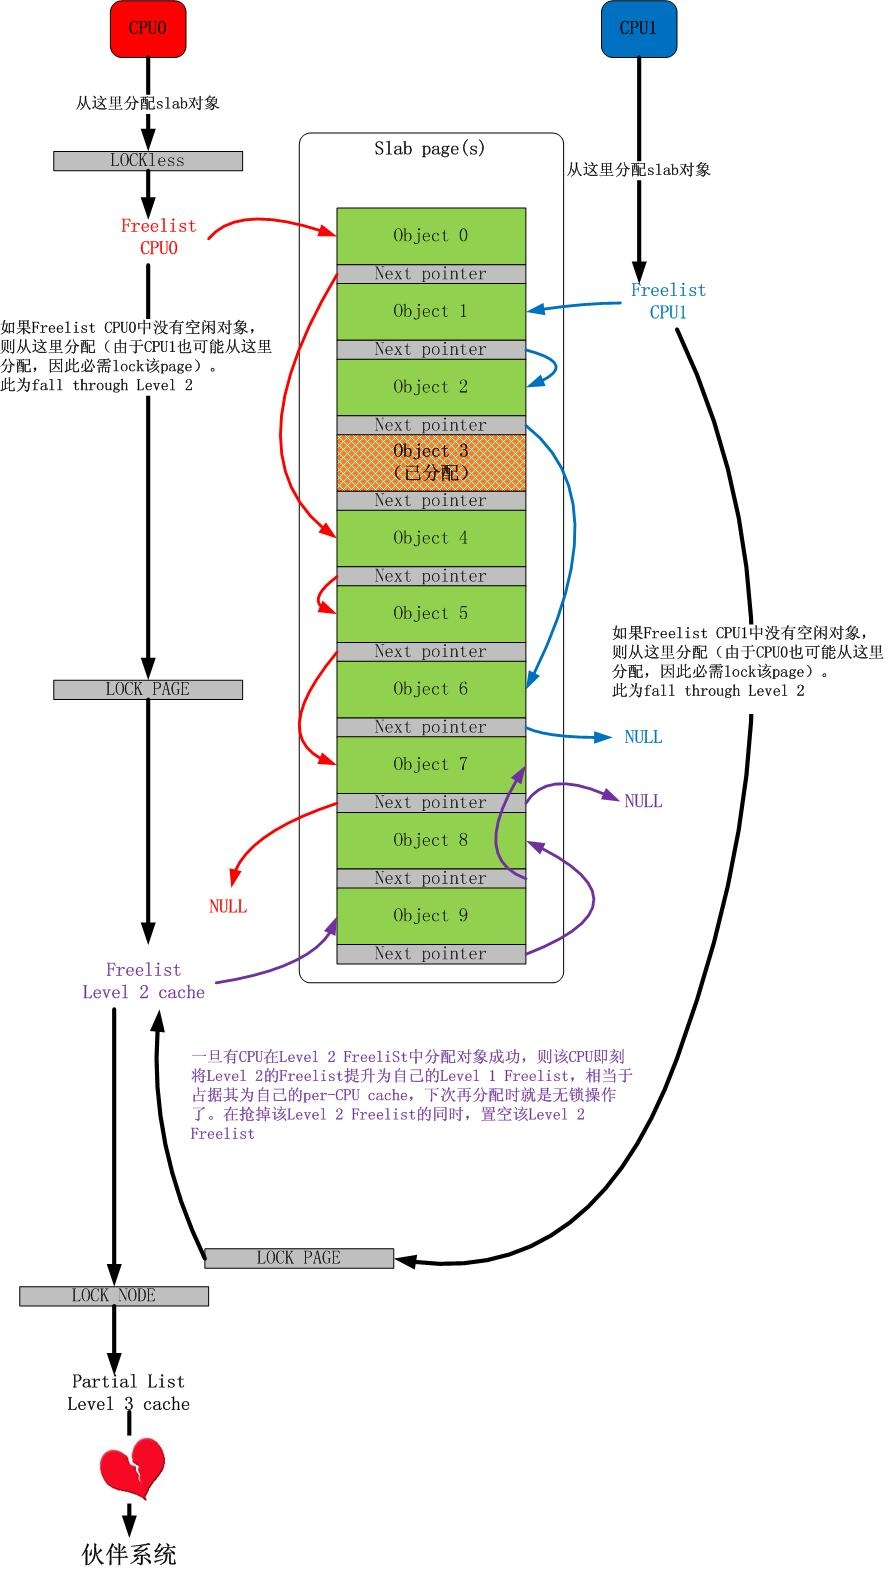 CPU0
CPU1
从这里分配slab对象
LOCKless
Freelist
CPU0
如果Freelist CPU0中没有空闲对象，
则从这里分配（由于CPU1也可能从这里
分配，因此必需lock该page）。
此为fall through Level 2
LOCK PAGE
Slab page(s)
Object 0
Next pointer
Object 1
Next pointer
Object 2
Next pointer
Object 3
（已分配）
Next pointer
Object 4
Next pointer
Object 5
Next pointer
Object 6
Next pointer
Object 7
Next pointer
Object 8
Next pointer
Object 9
Next pointer
从这里分配slab对象
Freelist
CPU1
如果Freelist CPU1中没有空闲对象，
则从这里分配（由于CPU0也可能从这里
分配，因此必需lock该page）。
此为fall through Level 2
NULL
NULL
NULL
Freelist
Level 2 cache
一旦有CPU在Level 2 FreeliSt中分配对象成功，则该CPU即刻
将Level 2的Freelist提升为自己的Level 1 Freelist，相当于
占据其为自己的per-CPU cache，下次再分配时就是无锁操作
了。在抢掉该Level 2 Freelist的同时，置空该Level 2
Freelist
LOCK PAGE
LOCK NODE
Partial List
Level 3 cache
伙伴系统